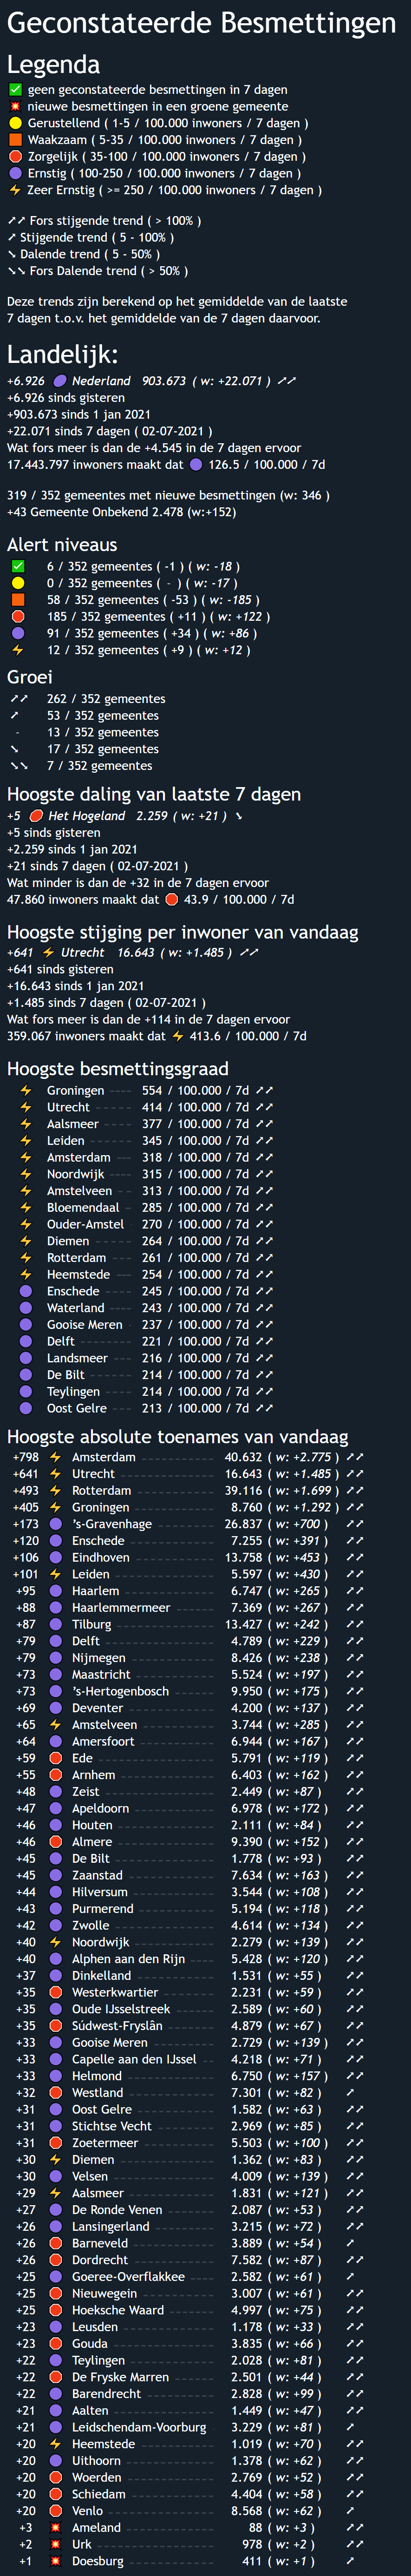 Geconstateerde Besmettingen
Legenda
✅ geen geconstateerde besmettingen in 7 dagen
💥 nieuwe besmettingen in een groene gemeente
🟡 Gerustellend ( 1-5 / 100.000 inwoners / 7 dagen )
🟧 Waakzaam ( 5-35 / 100.000 inwoners / 7 dagen )
🛑 Zorgelijk ( 35-100 / 100.000 inwoners / 7 dagen )
🟣 Ernstig ( 100-250 / 100.000 inwoners / 7 dagen )
⚡ Zeer Ernstig ( >= 250 / 100.000 inwoners / 7 dagen )
➚➚ Fors stijgende trend ( > 100% )
➚ Stijgende trend ( 5 - 100% )
➘ Dalende trend ( 5 - 50% )
➘➘ Fors Dalende trend ( > 50% )
Deze trends zijn berekend op het gemiddelde van de laatste
7 dagen t.o.v. het gemiddelde van de 7 dagen daarvoor.
Landelijk:
+6.926 🟣 Nederland 903.673 ( w: +22.071 ) ➚➚
+6.926 sinds gisteren
+903.673 sinds 1 jan 2021
+22.071 sinds 7 dagen ( 02-07-2021 )
Wat fors meer is dan de +4.545 in de 7 dagen ervoor
17.443.797 inwoners maakt dat 🟣 126.5 / 100.000 / 7d
319 / 352 gemeentes met nieuwe besmettingen (w: 346 )
+43 Gemeente Onbekend 2.478 (w:+152)
Alert niveaus
✅ 6 / 352 gemeentes ( -1 ) ( w: -18 )
🟡 0 / 352 gemeentes ( - ) ( w: -17 )
🟧 58 / 352 gemeentes ( -53 ) ( w: -185 )
🛑 185 / 352 gemeentes ( +11 ) ( w: +122 )
🟣 91 / 352 gemeentes ( +34 ) ( w: +86 )
⚡ 12 / 352 gemeentes ( +9 ) ( w: +12 )
Groei
➚➚ 262 / 352 gemeentes
➚ 53 / 352 gemeentes
- 13 / 352 gemeentes
➘ 17 / 352 gemeentes
➘➘ 7 / 352 gemeentes
Hoogste daling van laatste 7 dagen
+5 🛑 Het Hogeland 2.259 ( w: +21 ) ➘
+5 sinds gisteren
+2.259 sinds 1 jan 2021
+21 sinds 7 dagen ( 02-07-2021 )
Wat minder is dan de +32 in de 7 dagen ervoor
47.860 inwoners maakt dat 🛑 43.9 / 100.000 / 7d
Hoogste stijging per inwoner van vandaag
+641 ⚡ Utrecht 16.643 ( w: +1.485 ) ➚➚
+641 sinds gisteren
+16.643 sinds 1 jan 2021
+1.485 sinds 7 dagen ( 02-07-2021 )
Wat fors meer is dan de +114 in de 7 dagen ervoor
359.067 inwoners maakt dat ⚡ 413.6 / 100.000 / 7d
Hoogste besmettingsgraad
⚡ Groningen ---- 554 / 100.000 / 7d ➚➚
⚡ Utrecht ------ 414 / 100.000 / 7d ➚➚
⚡ Aalsmeer ---- 377 / 100.000 / 7d ➚➚
⚡ Leiden ------- 345 / 100.000 / 7d ➚➚
⚡ Amsterdam --- 318 / 100.000 / 7d ➚➚
⚡ Noordwijk ---- 315 / 100.000 / 7d ➚➚
⚡ Amstelveen -- 313 / 100.000 / 7d ➚➚
⚡ Bloemendaal - 285 / 100.000 / 7d ➚➚
⚡ Ouder-Amstel 270 / 100.000 / 7d ➚➚
⚡ Diemen ------ 264 / 100.000 / 7d ➚➚
⚡ Rotterdam --- 261 / 100.000 / 7d ➚➚
⚡ Heemstede --- 254 / 100.000 / 7d ➚➚
🟣 Enschede ---- 245 / 100.000 / 7d ➚➚
🟣 Waterland ---- 243 / 100.000 / 7d ➚➚
🟣 Gooise Meren - 237 / 100.000 / 7d ➚➚
🟣 Delft -------- 221 / 100.000 / 7d ➚➚
🟣 Landsmeer --- 216 / 100.000 / 7d ➚➚
🟣 De Bilt ------ 214 / 100.000 / 7d ➚➚
🟣 Teylingen ---- 214 / 100.000 / 7d ➚➚
🟣 Oost Gelre --- 213 / 100.000 / 7d ➚➚
Hoogste absolute toenames van vandaag
+798 ⚡ Amsterdam 40.632 ( w: +2.775 ) ➚➚
+641 ⚡ Utrecht 16.643 ( w: +1.485 ) ➚➚
+493 ⚡ Rotterdam 39.116 ( w: +1.699 ) ➚➚
+405 ⚡ Groningen 8.760 ( w: +1.292 ) ➚➚
+173 🟣 's-Gravenhage 26.837 ( w: +700 ) ➚➚
+120 🟣 Enschede 7.255 ( w: +391 ) ➚➚
+106 🟣 Eindhoven 13.758 ( w: +453 ) ➚➚
+101 ⚡ Leiden 5.597 ( w: +430 ) ➚➚
+95 🟣 Haarlem 6.747 ( w: +265 ) ➚➚
+88 🟣 Haarlemmermeer 7.369 ( w: +267 ) ➚➚
+87 🟣 Tilburg 13.427 ( w: +242 ) ➚➚
+79 🟣 Delft 4.789 ( w: +229 ) ➚➚
+79 🟣 Nijmegen 8.426 ( w: +238 ) ➚➚
+73 🟣 Maastricht 5.524 ( w: +197 ) ➚➚
+73 🟣 's-Hertogenbosch 9.950 ( w: +175 ) ➚➚
+69 🟣 Deventer 4.200 ( w: +137 ) ➚➚
+65 ⚡ Amstelveen 3.744 ( w: +285 ) ➚➚
+64 🟣 Amersfoort 6.944 ( w: +167 ) ➚➚
+59 🛑 Ede 5.791 ( w: +119 ) ➚➚
+55 🛑 Arnhem 6.403 ( w: +162 ) ➚➚
+48 🟣 Zeist 2.449 ( w: +87 ) ➚➚
+47 🟣 Apeldoorn 6.978 ( w: +172 ) ➚➚
+46 🟣 Houten 2.111 ( w: +84 ) ➚➚
+46 🛑 Almere 9.390 ( w: +152 ) ➚➚
+45 🟣 De Bilt 1.778 ( w: +93 ) ➚➚
+45 🟣 Zaanstad 7.634 ( w: +163 ) ➚➚
+44 🟣 Hilversum 3.544 ( w: +108 ) ➚➚
+43 🟣 Purmerend 5.194 ( w: +118 ) ➚➚
+42 🟣 Zwolle 4.614 ( w: +134 ) ➚➚
+40 ⚡ Noordwijk 2.279 ( w: +139 ) ➚➚
+40 🟣 Alphen aan den Rijn 5.428 ( w: +120 ) ➚➚
+37 🟣 Dinkelland 1.531 ( w: +55 ) ➚➚
+35 🛑 Westerkwartier 2.231 ( w: +59 ) ➚➚
+35 🟣 Oude IJsselstreek 2.589 ( w: +60 ) ➚➚
+35 🛑 Súdwest-Fryslân 4.879 ( w: +67 ) ➚➚
+33 🟣 Gooise Meren 2.729 ( w: +139 ) ➚➚
+33 🟣 Capelle aan den IJssel 4.218 ( w: +71 ) ➚➚
+33 🟣 Helmond 6.750 ( w: +157 ) ➚➚
+32 🛑 Westland 7.301 ( w: +82 ) ➚
+31 🟣 Oost Gelre 1.582 ( w: +63 ) ➚➚
+31 🟣 Stichtse Vecht 2.969 ( w: +85 ) ➚➚
+31 🛑 Zoetermeer 5.503 ( w: +100 ) ➚➚
+30 ⚡ Diemen 1.362 ( w: +83 ) ➚➚
+30 🟣 Velsen 4.009 ( w: +139 ) ➚➚
+29 ⚡ Aalsmeer 1.831 ( w: +121 ) ➚➚
+27 🟣 De Ronde Venen 2.087 ( w: +53 ) ➚➚
+26 🟣 Lansingerland 3.215 ( w: +72 ) ➚➚
+26 🛑 Barneveld 3.889 ( w: +54 ) ➚
+26 🛑 Dordrecht 7.582 ( w: +87 ) ➚➚
+25 🟣 Goeree-Overflakkee 2.582 ( w: +61 ) ➚
+25 🛑 Nieuwegein 3.007 ( w: +61 ) ➚➚
+25 🛑 Hoeksche Waard 4.997 ( w: +75 ) ➚➚
+23 🟣 Leusden 1.178 ( w: +33 ) ➚➚
+23 🛑 Gouda 3.835 ( w: +66 ) ➚➚
+22 🟣 Teylingen 2.028 ( w: +81 ) ➚➚
+22 🛑 De Fryske Marren 2.501 ( w: +44 ) ➚➚
+22 🟣 Barendrecht 2.828 ( w: +99 ) ➚➚
+21 🟣 Aalten 1.449 ( w: +47 ) ➚➚
+21 🟣 Leidschendam-Voorburg 3.229 ( w: +81 ) ➚
+20 ⚡ Heemstede 1.019 ( w: +70 ) ➚➚
+20 🟣 Uithoorn 1.378 ( w: +62 ) ➚➚
+20 🛑 Woerden 2.769 ( w: +52 ) ➚➚
+20 🛑 Schiedam 4.404 ( w: +58 ) ➚➚
+20 🛑 Venlo 8.568 ( w: +62 ) ➚
+3 💥 Ameland 88 ( w: +3 ) ➚➚
+2 💥 Urk 978 ( w: +2 ) ➚➚
+1 💥 Doesburg 411 ( w: +1 ) ➚